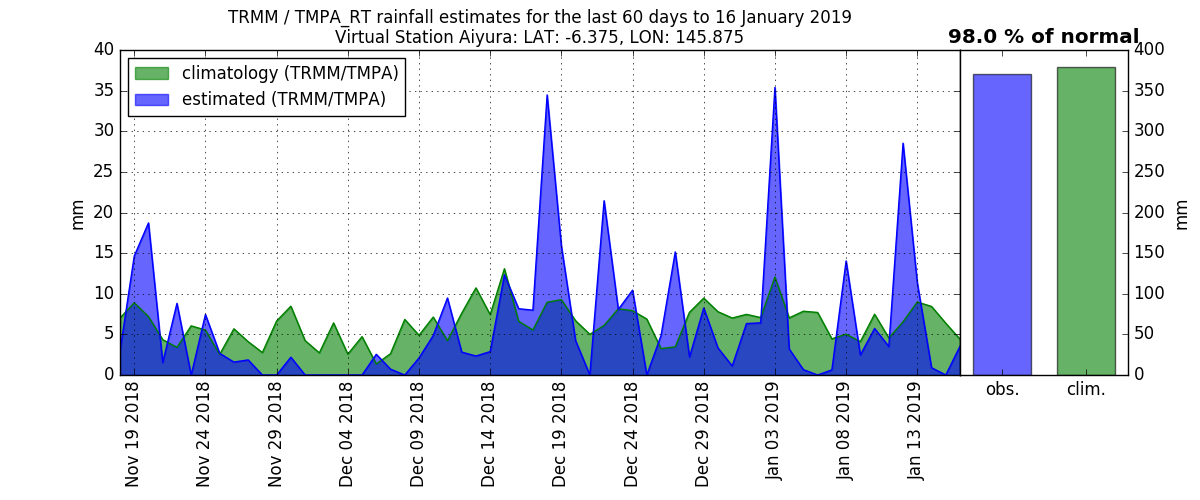 TRMM / TMPA_RT rainfall estimates for the last 60 days to 16 January 2019
Virtual Station Aiyura: LAT: -6.375, LON: 145.875
98.0 % of normal
climatology (TRMM/TMPA)
estimated (TRMM/TMPA)
mm
40
35
30
25
20
15
10
5
0
Nov 19 2018
Nov 24 2018
Nov 29 2018
Dec 04 2018
Dec 09 2018
Dec 14 2018
Dec 19 2018
Dec 24 2018
Dec 29 2018
Jan 03 2019
Jan 08 2019
Jan 13 2019
obs.
clim.
400
350
300
250
200
150
100
50
0
mm